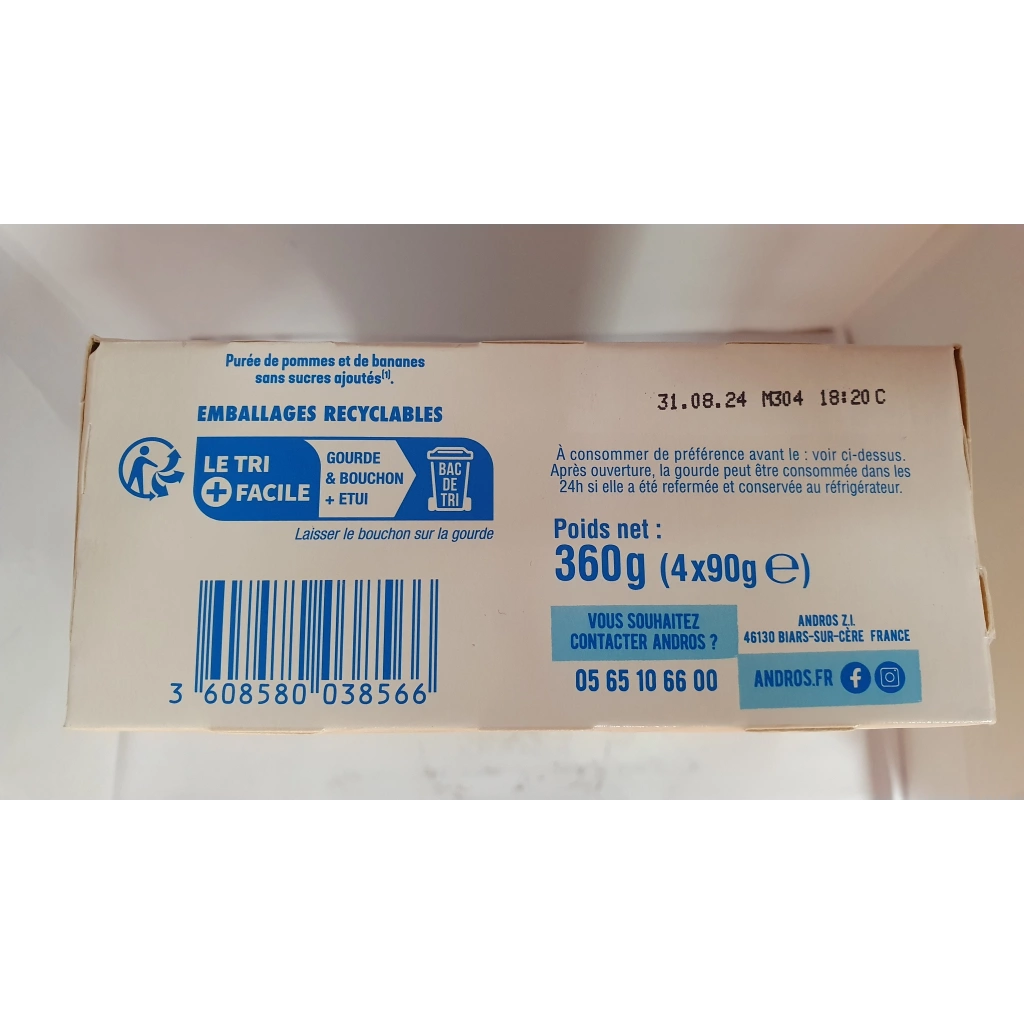 Purée de pommes et de bananes
sans sucres ajoutés(1).
EMBALLAGES RECYCLABLES
LE TRI
+ FACILE
GOURDE
& BOUCHON
+ ETUI
BAC
DE
TRI
Laisser le bouchon sur la gourde
3 608580 038566
31.08.24 M304 18:20 C
À consommer de préférence avant le : voir ci-dessus.
Après ouverture, la gourde peut être consommée dans les
24h si elle a été refermée et conservée au réfrigérateur.
Poids net :
360g (4x90g ℮)
VOUS SOUHAITEZ
CONTACTER ANDROS ?
05 65 10 66 00
ANDROS Z.I.
46130 BIARS-SUR-CÈRE FRANCE
ANDROS.FR